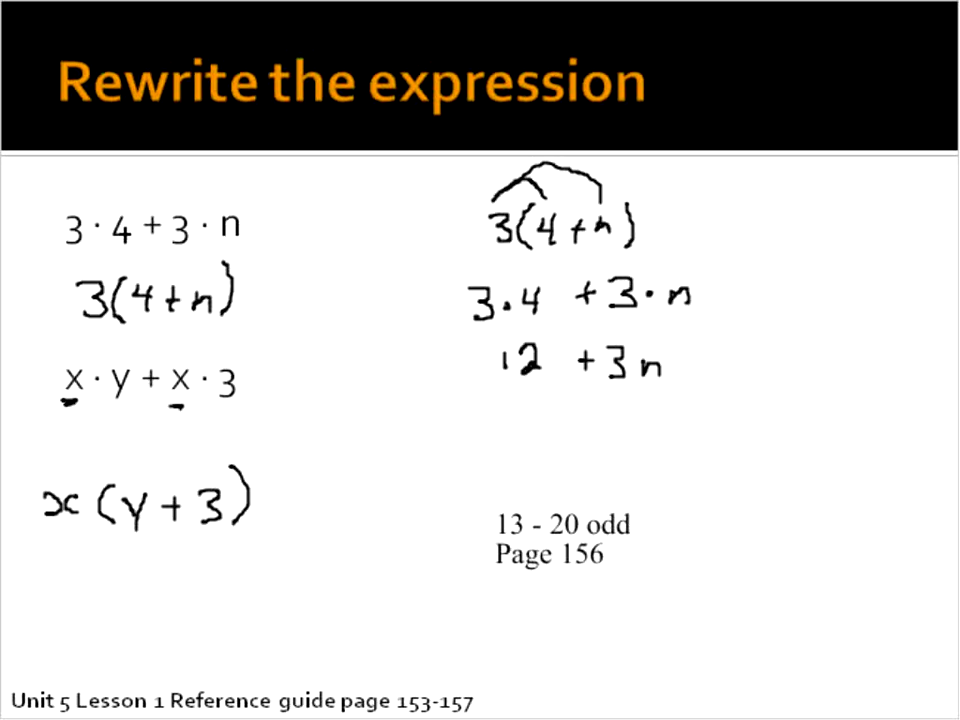 Rewrite the expression
3 · 4 + 3 · n
3(4+n)
x · y + x · 3
x (y + 3)
3(4+n)
3·4 + 3·n
12 + 3n
13 - 20 odd
Page 156
Unit 5 Lesson 1 Reference guide page 153-157